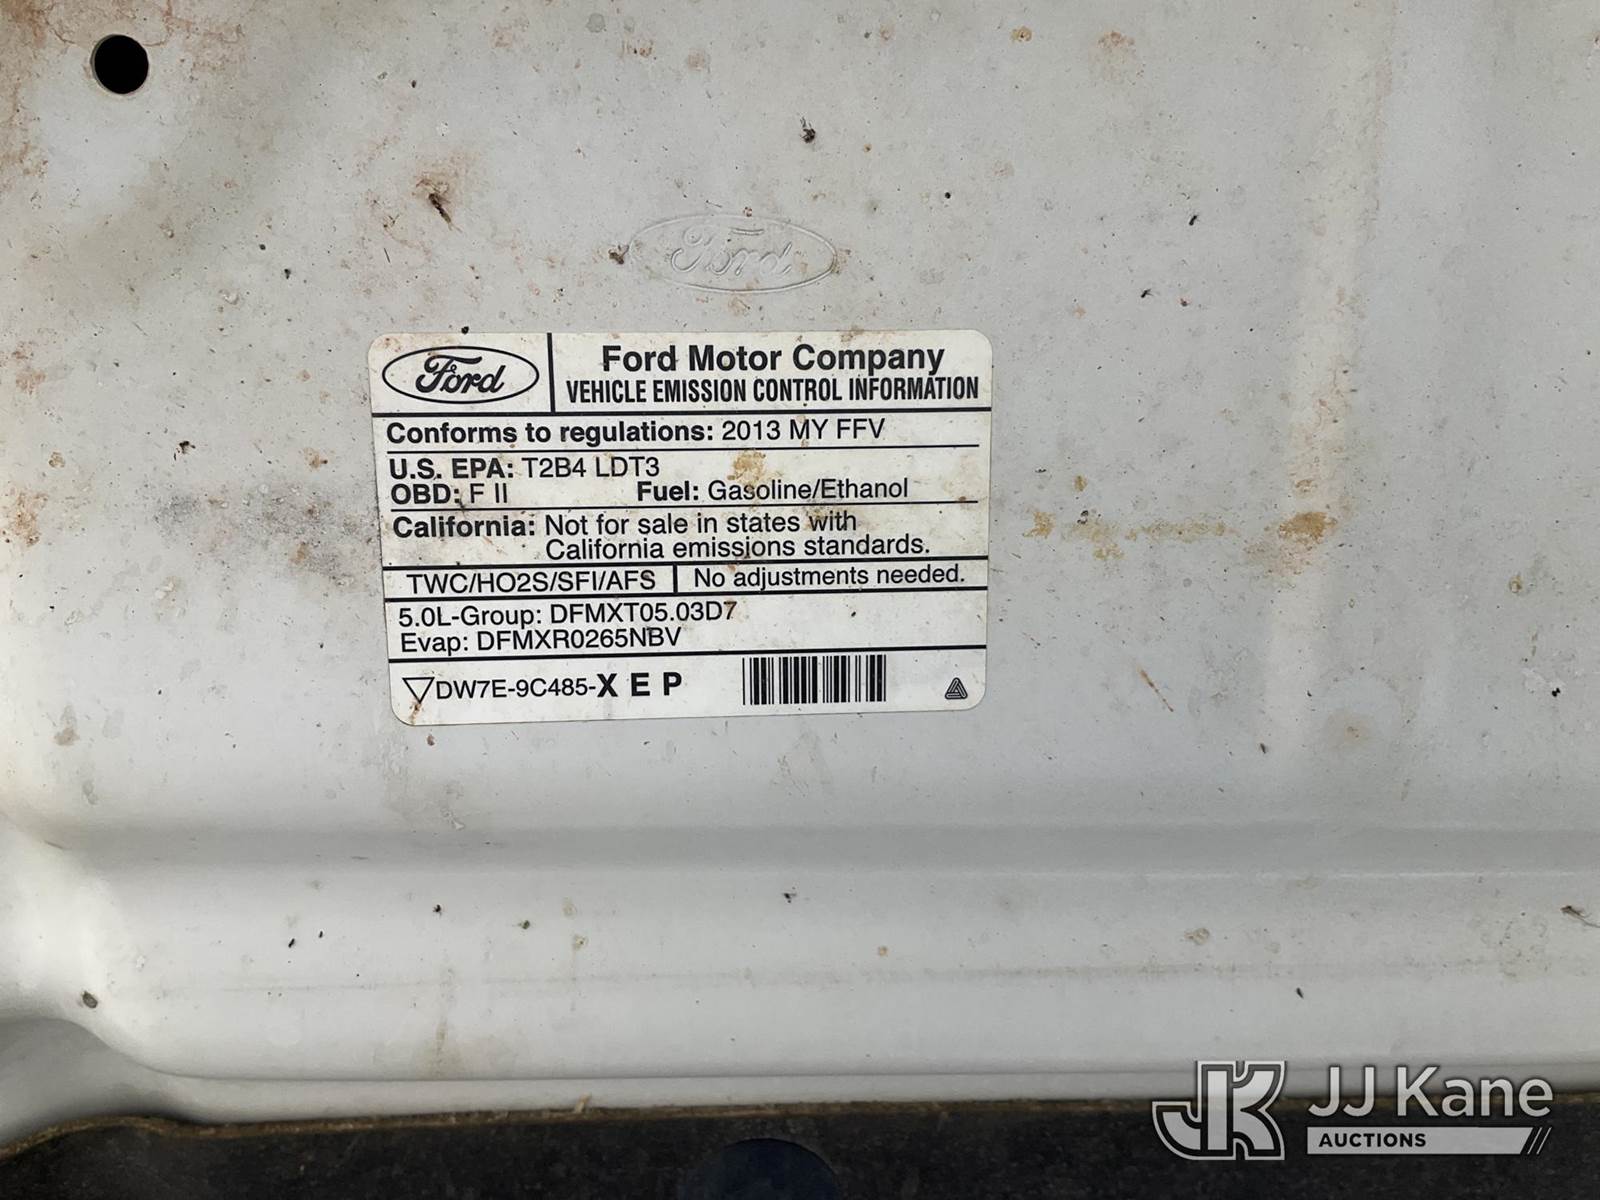 Ford
Ford
Ford Motor Company
VEHICLE EMISSION CONTROL INFORMATION
Conforms to regulations: 2013 MY FFV
U.S. EPA: T2B4 LDT3
OBD: F II Fuel: Gasoline/Ethanol
California: Not for sale in states with
California emissions standards.
TWC/HO2S/SFI/AFS No adjustments needed.
5.0L-Group: DFMXT05.03D7
Evap: DFMXR0265NBV
DW7E-9C485-X E P
JK JJ Kane
AUCTIONS